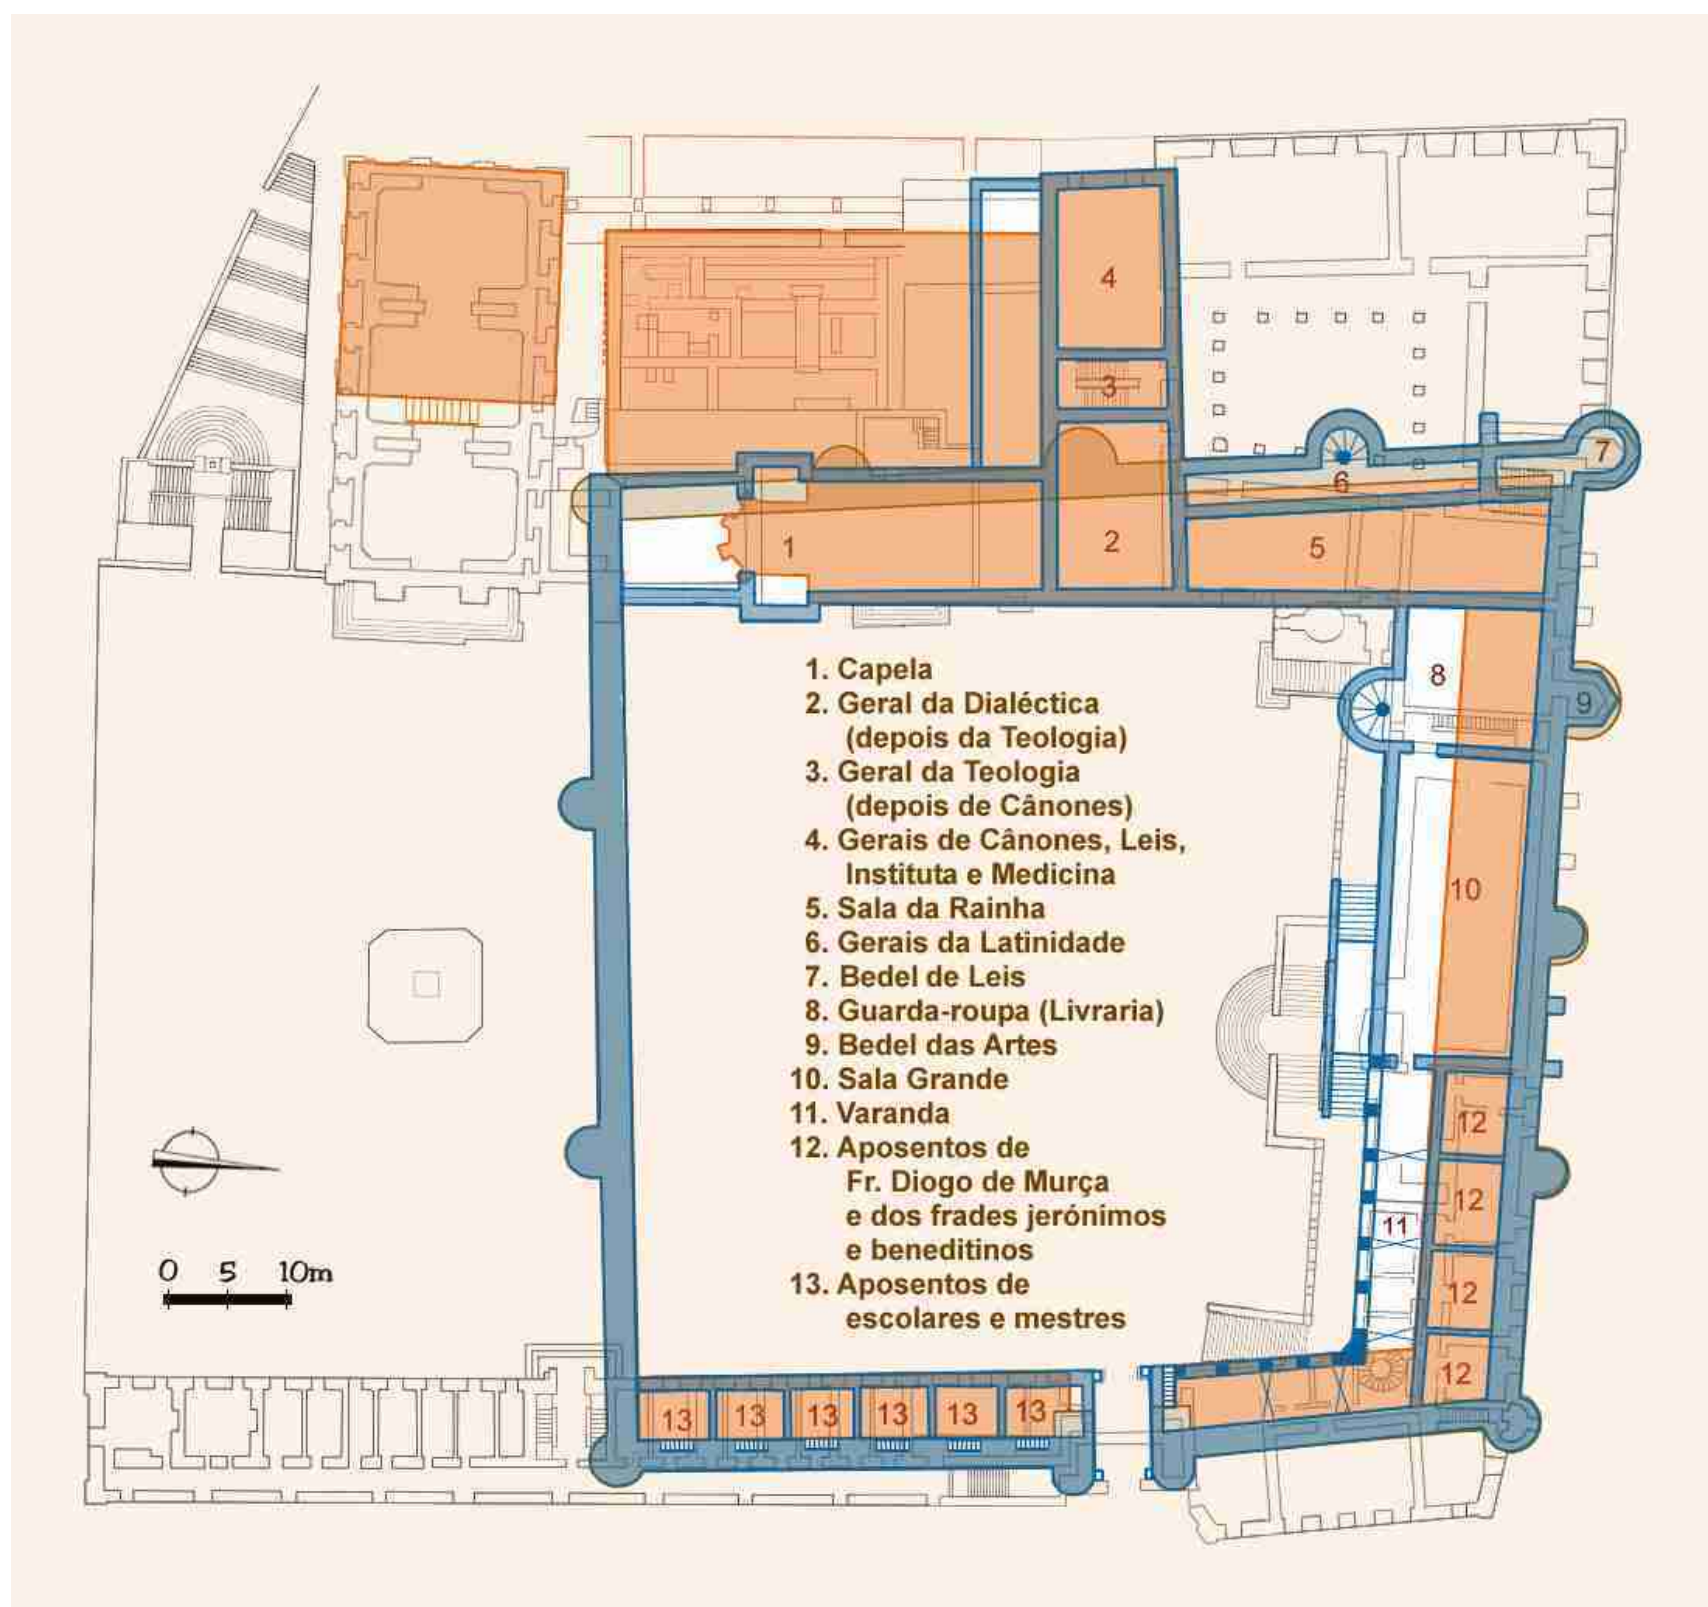 4
3
7
6
1
2
5
8
9
1. Capela
2. Geral da Dialéctica
(depois da Teologia)
3. Geral da Teologia
(depois de Cânones)
4. Gerais de Cânones, Leis,
Instituta e Medicina
5. Sala da Rainha
6. Gerais da Latinidade
7. Bedel de Leis
8. Guarda-roupa (Livraria)
9. Bedel das Artes
10. Sala Grande
11. Varanda
12. Aposentos de
Fr. Diogo de Murça
e dos frades jerónimos
e beneditinos
13. Aposentos de
escolares e mestres
10
12
12
11
12
12
0 5 10m
13 13 13 13 13 13